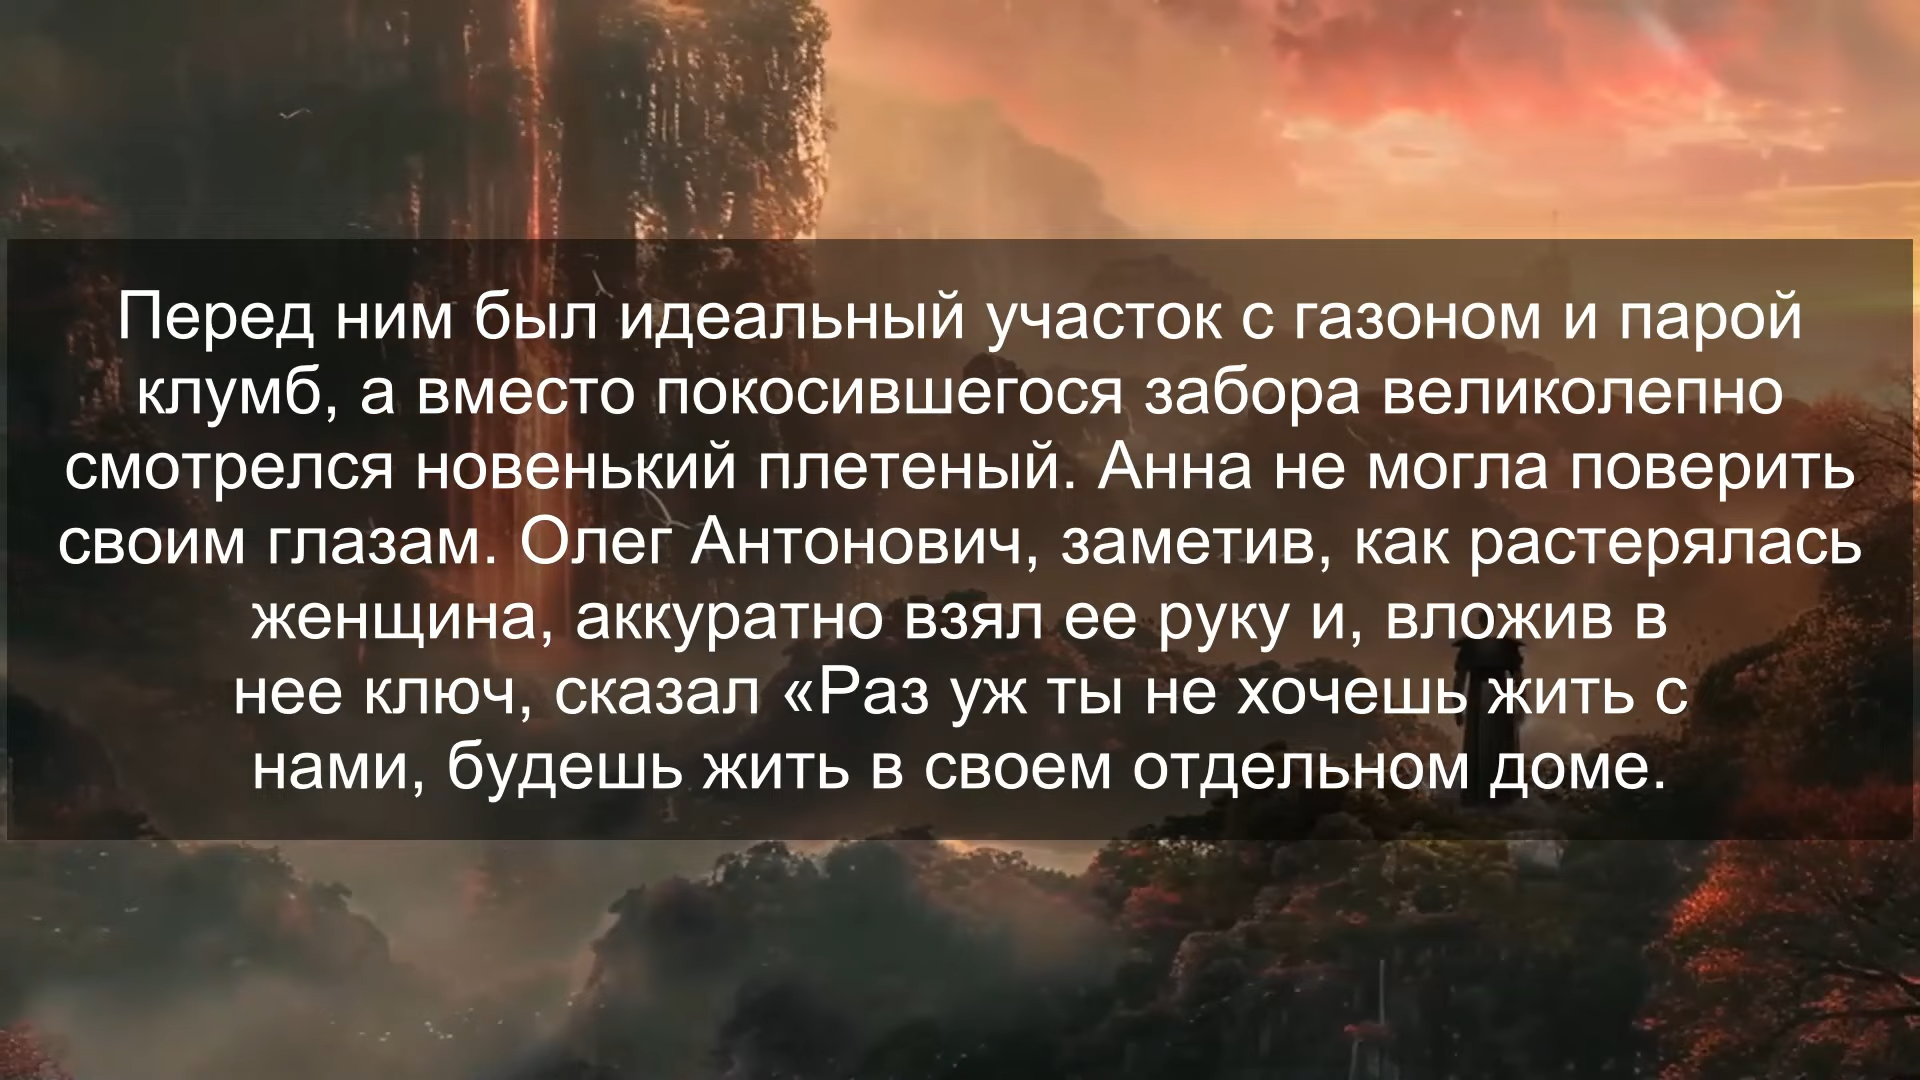 Перед ним был идеальный участок с газоном и парой
клумб, а вместо покосившегося забора великолепно
смотрелся новенький плетеный. Анна не могла поверить
своим глазам. Олег Антонович, заметив, как растерялась
женщина, аккуратно взял ее руку и, вложив в
нее ключ, сказал «Раз уж ты не хочешь жить с
нами, будешь жить в своем отдельном доме.